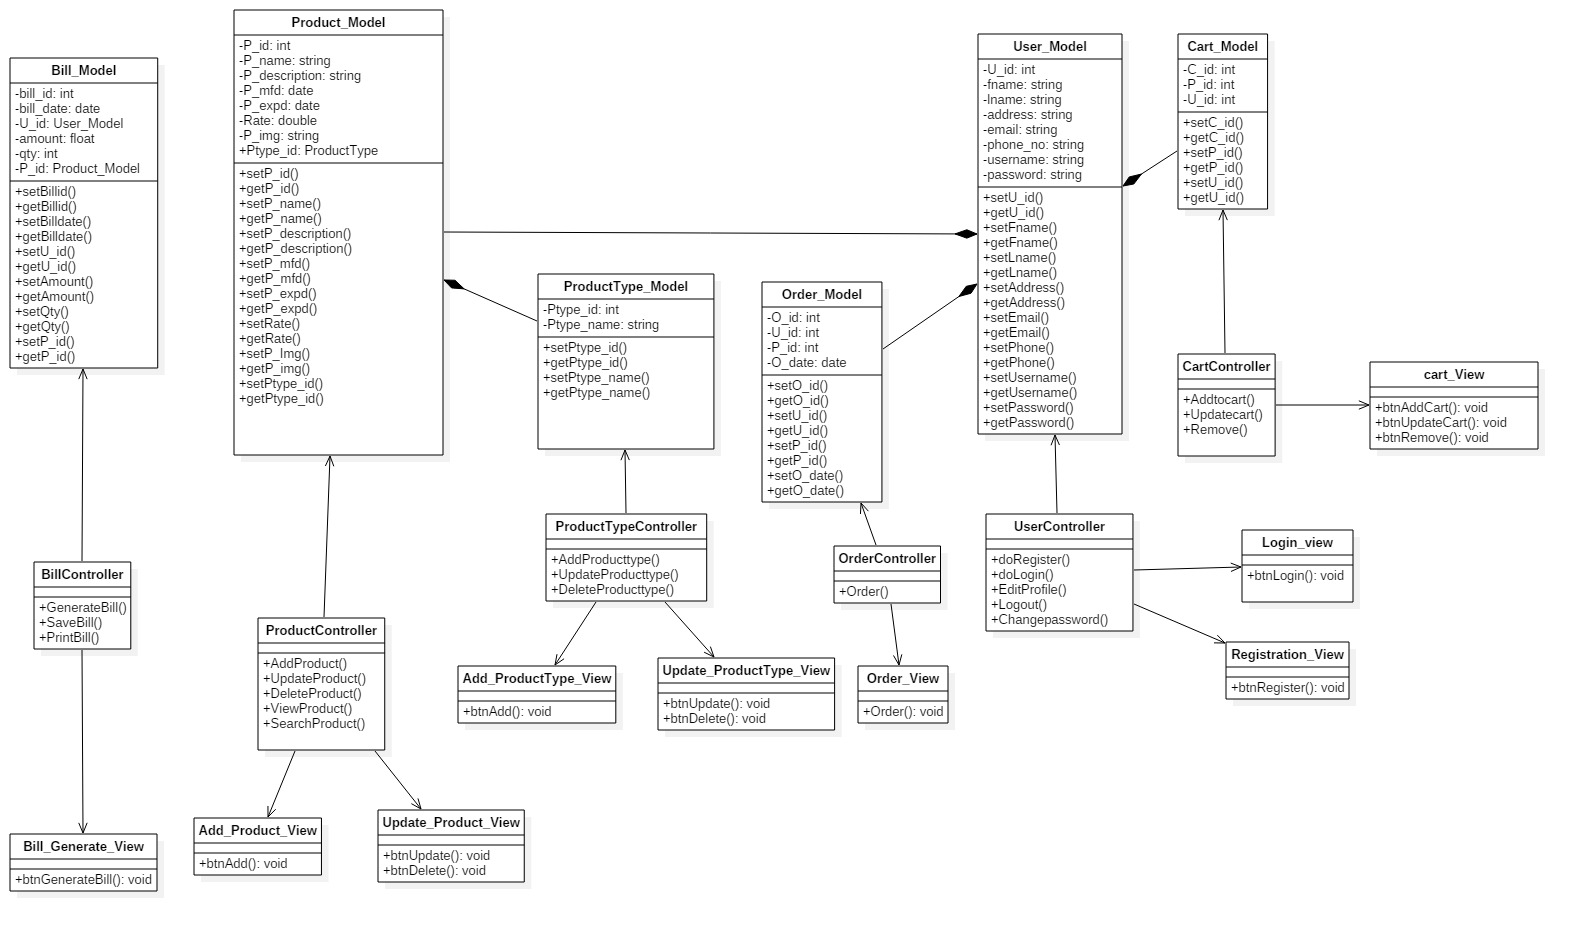 Bill_Model
-bill_id: int
-bill_date: date
-U_id: User_Model
-amount: float
-qty: int
-P_id: Product_Model
+setBillid()
+getBillid()
+setBilldate()
+getBilldate()
+setU_id()
+getU_id()
+setAmount()
+getAmount()
+setQty()
+getQty()
+setP_id()
+getP_id()
Product_Model
-P_id: int
-P_name: string
-P_description: string
-P_mfd: date
-P_expd: date
-Rate: double
-P_img: string
+Ptype_id: ProductType
+setP_id()
+getP_id()
+setP_name()
+getP_name()
+setP_description()
+getP_description()
+setP_mfd()
+getP_mfd()
+setP_expd()
+getP_expd()
+setRate()
+getRate()
+setP_Img()
+getP_img()
+setPtype_id()
+getPtype_id()
ProductType_Model
-Ptype_id: int
-Ptype_name: string
+setPtype_id()
+getPtype_id()
+setPtype_name()
+getPtype_name()
Order_Model
-O_id: int
-U_id: int
-P_id: int
-O_date: date
+setO_id()
+getO_id()
+setU_id()
+getU_id()
+setP_id()
+getP_id()
+setO_date()
+getO_date()
User_Model
-U_id: int
-fname: string
-lname: string
-address: string
-email: string
-phone_no: string
-username: string
-password: string
+setU_id()
+getU_id()
+setFname()
+getFname()
+setLname()
+getLname()
+setAddress()
+getAddress()
+setEmail()
+getEmail()
+setPhone()
+getPhone()
+setUsername()
+getUsername()
+setPassword()
+getPassword()
Cart_Model
-C_id: int
-P_id: int
-U_id: int
+setC_id()
+getC_id()
+setP_id()
+getP_id()
+setU_id()
+getU_id()
CartController
+Addtocart()
+Updatecart()
+Remove()
cart_View
+btnAddCart(): void
+btnUpdateCart(): void
+btnRemove(): void
BillController
+GenerateBill()
+SaveBill()
+PrintBill()
ProductController
+AddProduct()
+UpdateProduct()
+DeleteProduct()
+ViewProduct()
+SearchProduct()
ProductTypeController
+AddProducttype()
+UpdateProducttype()
+DeleteProducttype()
OrderController
+Order()
UserController
+doRegister()
+doLogin()
+EditProfile()
+Logout()
+Changepassword()
Login_view
+btnLogin(): void
Registration_View
+btnRegister(): void
Add_ProductType_View
+btnAdd(): void
Update_ProductType_View
+btnUpdate(): void
+btnDelete(): void
Order_View
+Order(): void
Bill_Generate_View
+btnGenerateBill(): void
Add_Product_View
+btnAdd(): void
Update_Product_View
+btnUpdate(): void
+btnDelete(): void